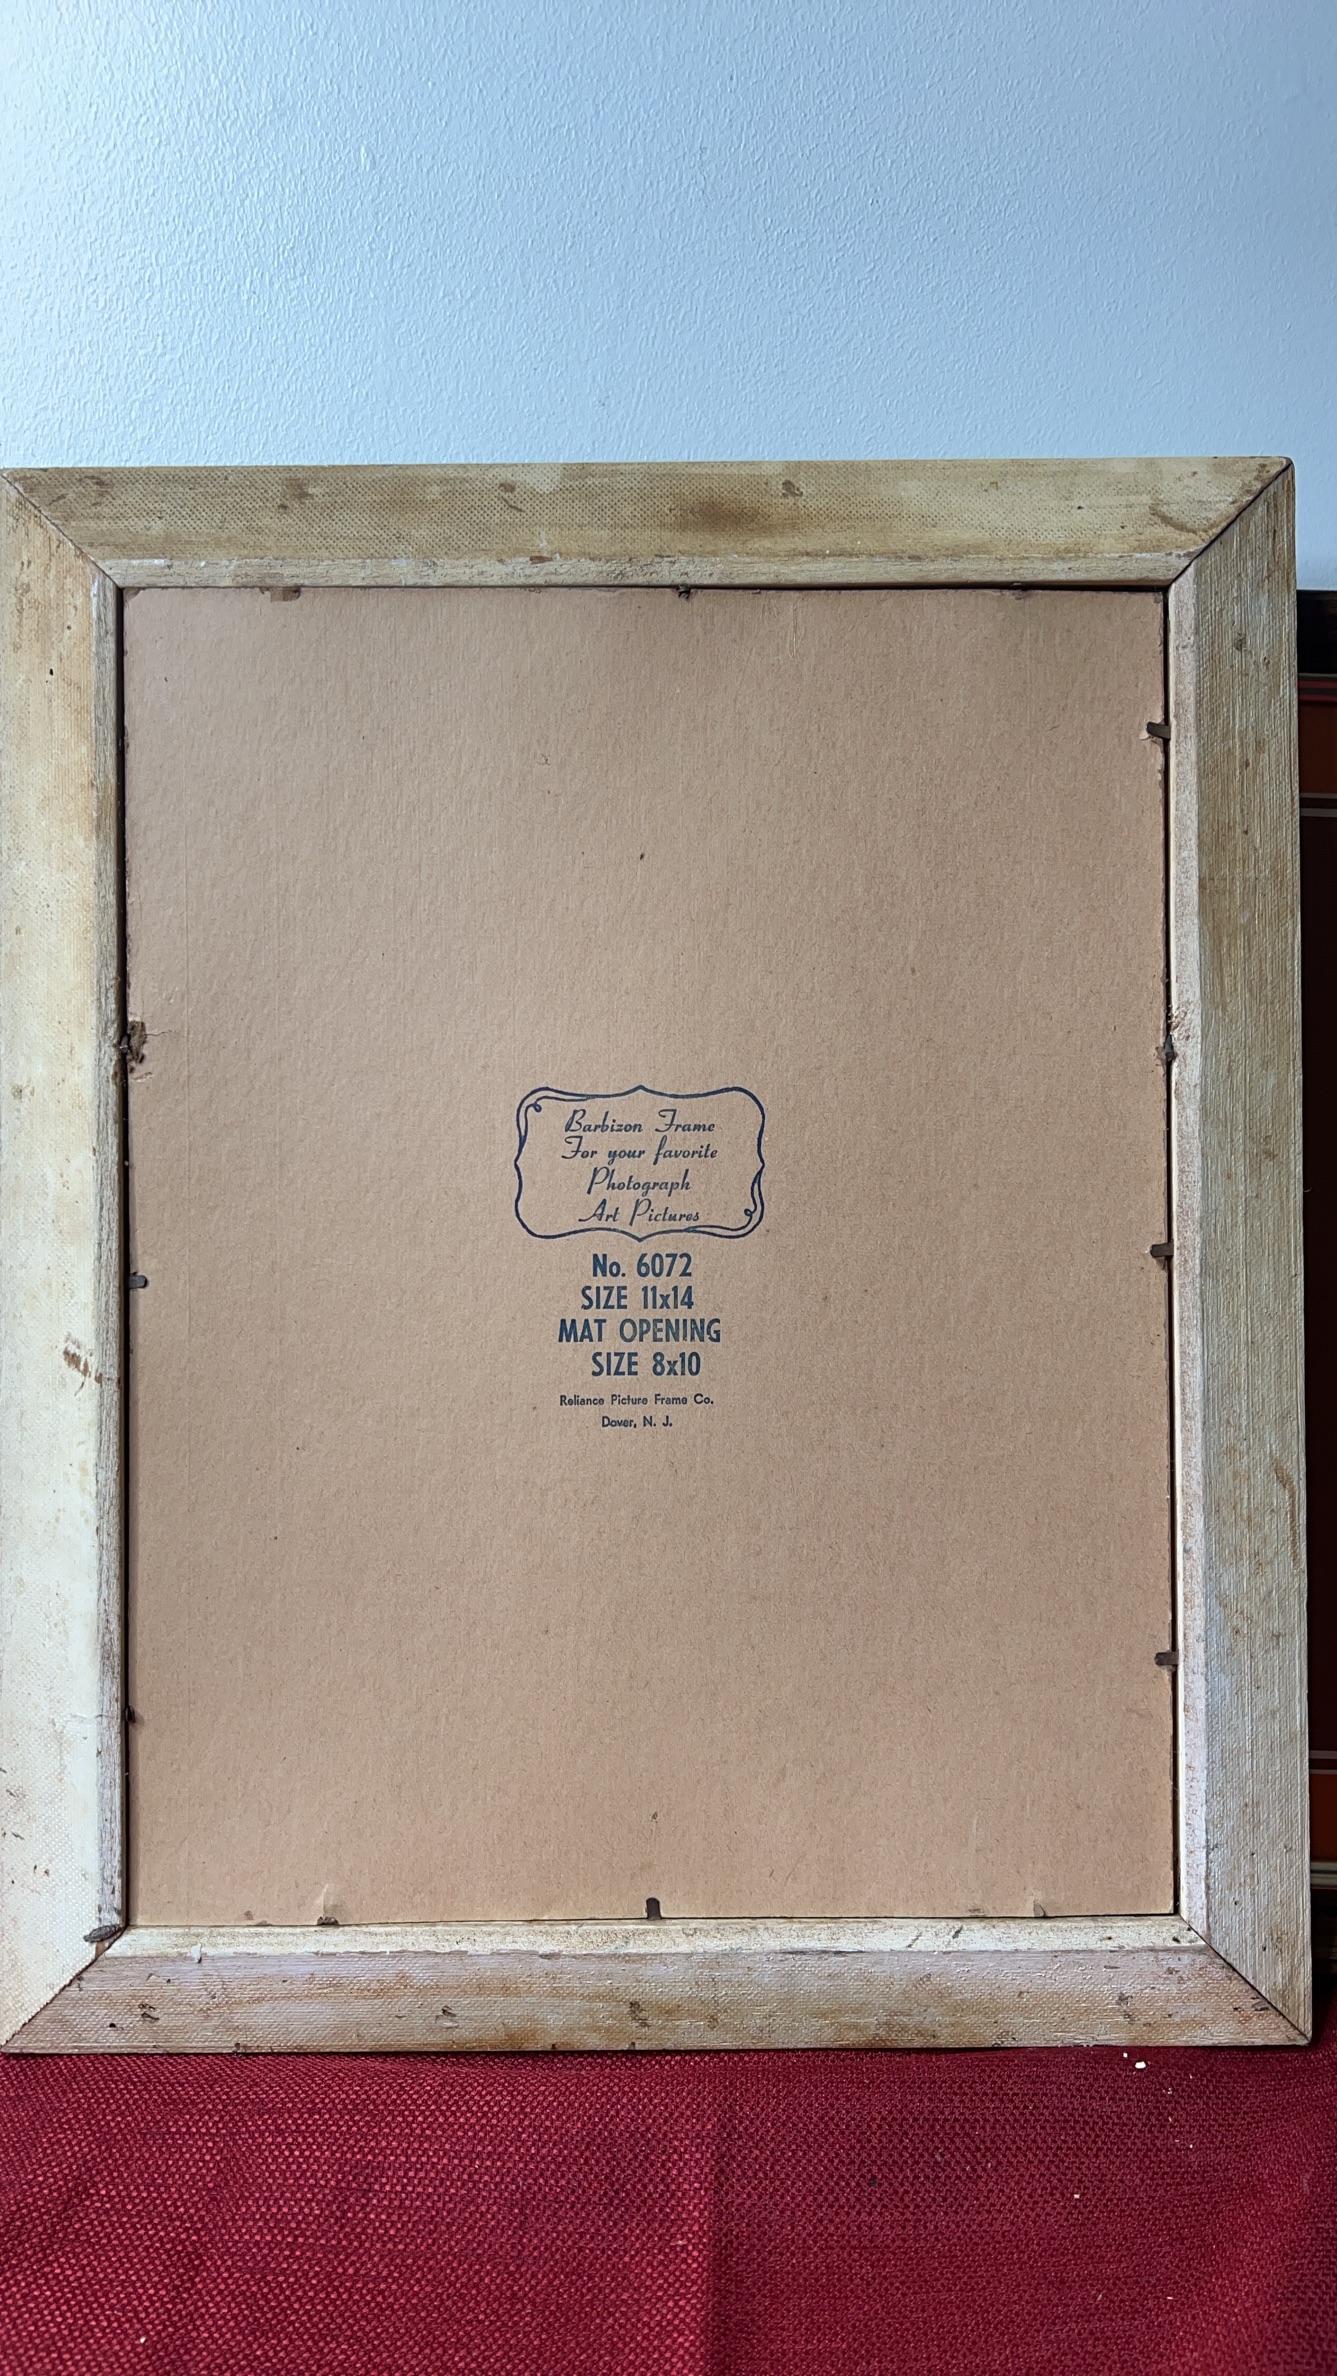 Barbizon Frame
For your favorite
Photograph
Art Pictures
No. 6072
SIZE 11x14
MAT OPENING
SIZE 8x10
Reliance Picture Frame Co.
Dover, N. J.